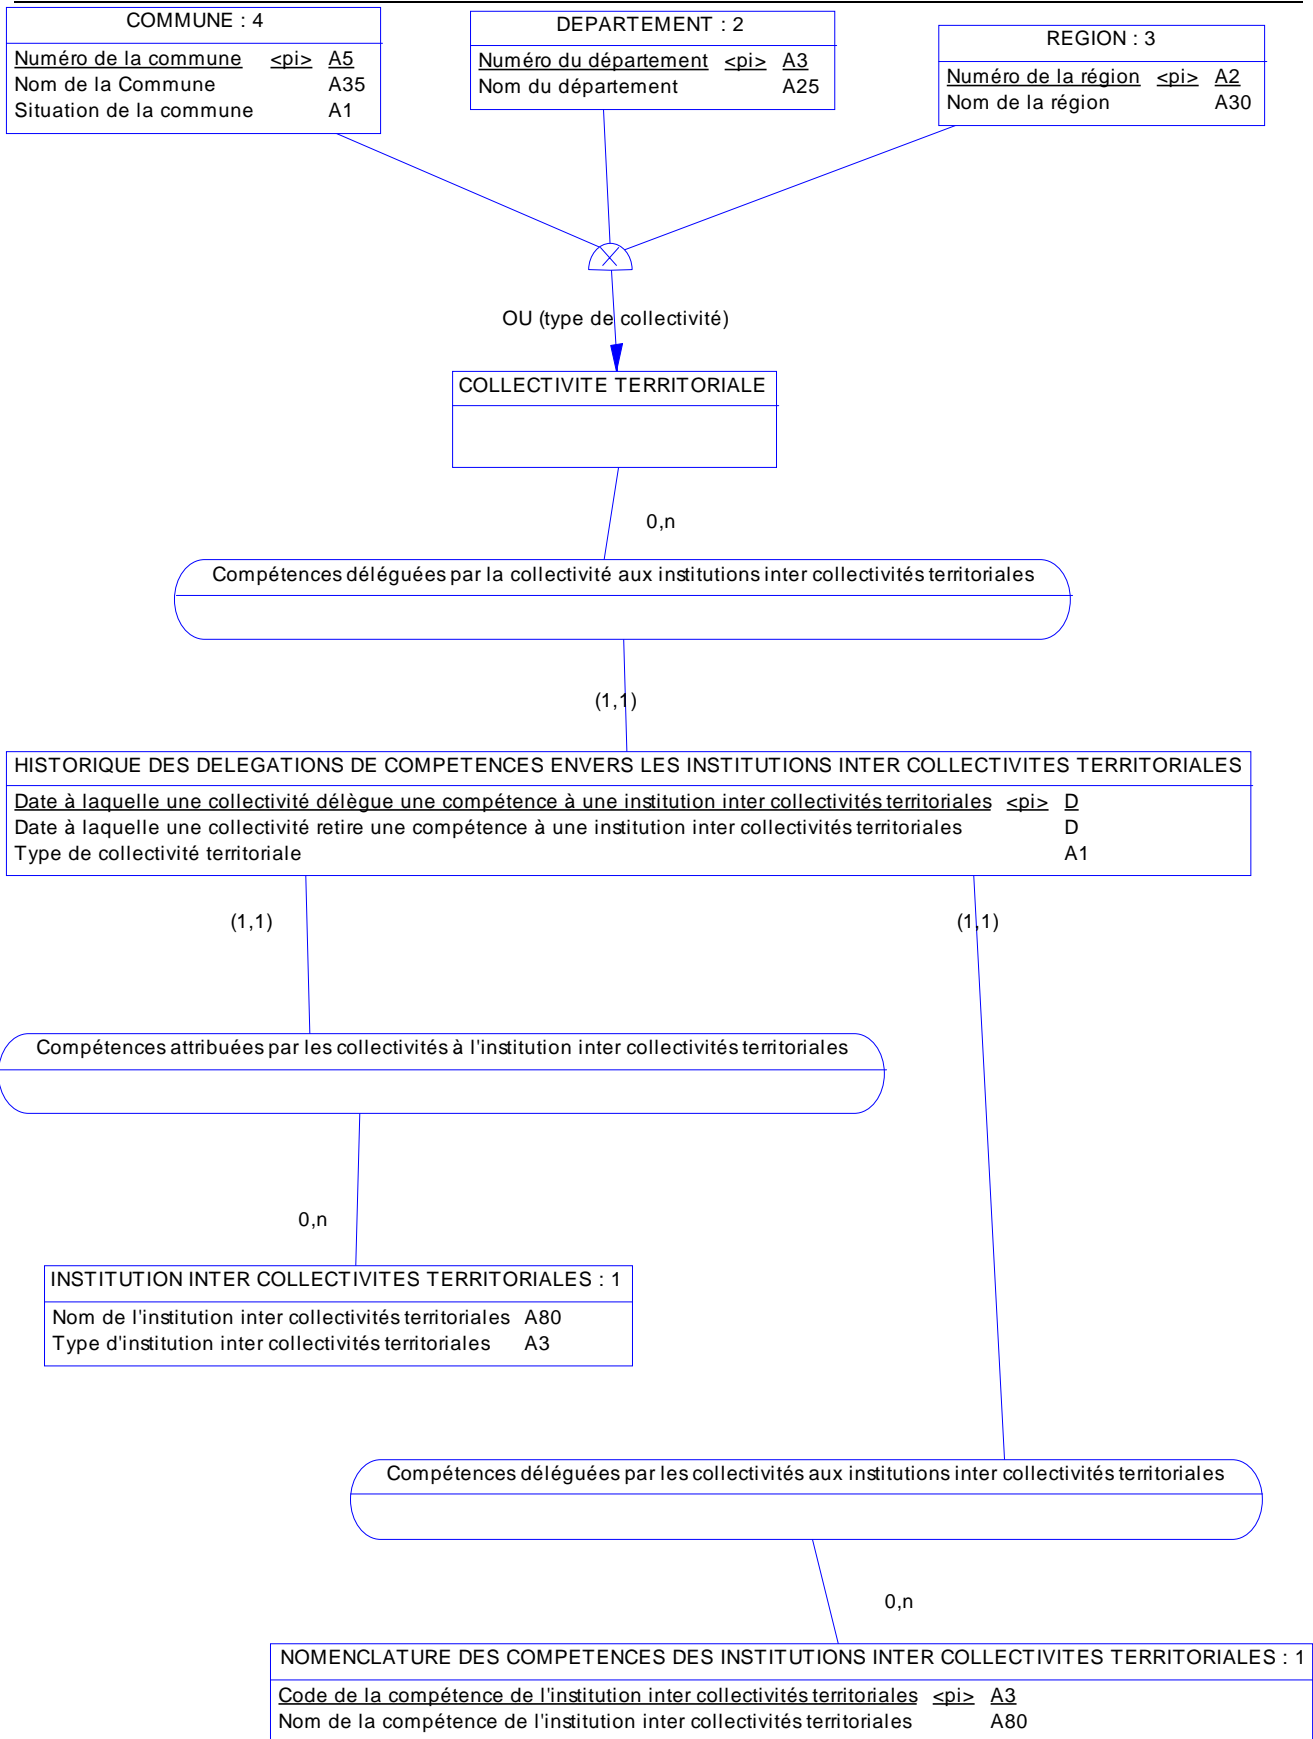 COMMUNE : 4
Numéro de la commune <pi> A5
Nom de la Commune A35
Situation de la commune A1
DEPARTEMENT : 2
Numéro du département <pi> A3
Nom du département A25
REGION : 3
Numéro de la région <pi> A2
Nom de la région A30
OU (type de collectivité)
COLLECTIVITE TERRITORIALE
0,n
Compétences déléguées par la collectivité aux institutions inter collectivités territoriales
(1,1)
HISTORIQUE DES DELEGATIONS DE COMPETENCES ENVERS LES INSTITUTIONS INTER COLLECTIVITES TERRITORIALES
Date à laquelle une collectivité délègue une compétence à une institution inter collectivités territoriales <pi> D
Date à laquelle une collectivité retire une compétence à une institution inter collectivités territoriales D
Type de collectivité territoriale A1
(1,1)
(1,1)
Compétences attribuées par les collectivités à l'institution inter collectivités territoriales
0,n
INSTITUTION INTER COLLECTIVITES TERRITORIALES : 1
Nom de l'institution inter collectivités territoriales A80
Type d'institution inter collectivités territoriales A3
Compétences déléguées par les collectivités aux institutions inter collectivités territoriales
0,n
NOMENCLATURE DES COMPETENCES DES INSTITUTIONS INTER COLLECTIVITES TERRITORIALES : 1
Code de la compétence de l'institution inter collectivités territoriales <pi> A3
Nom de la compétence de l'institution inter collectivités territoriales A80